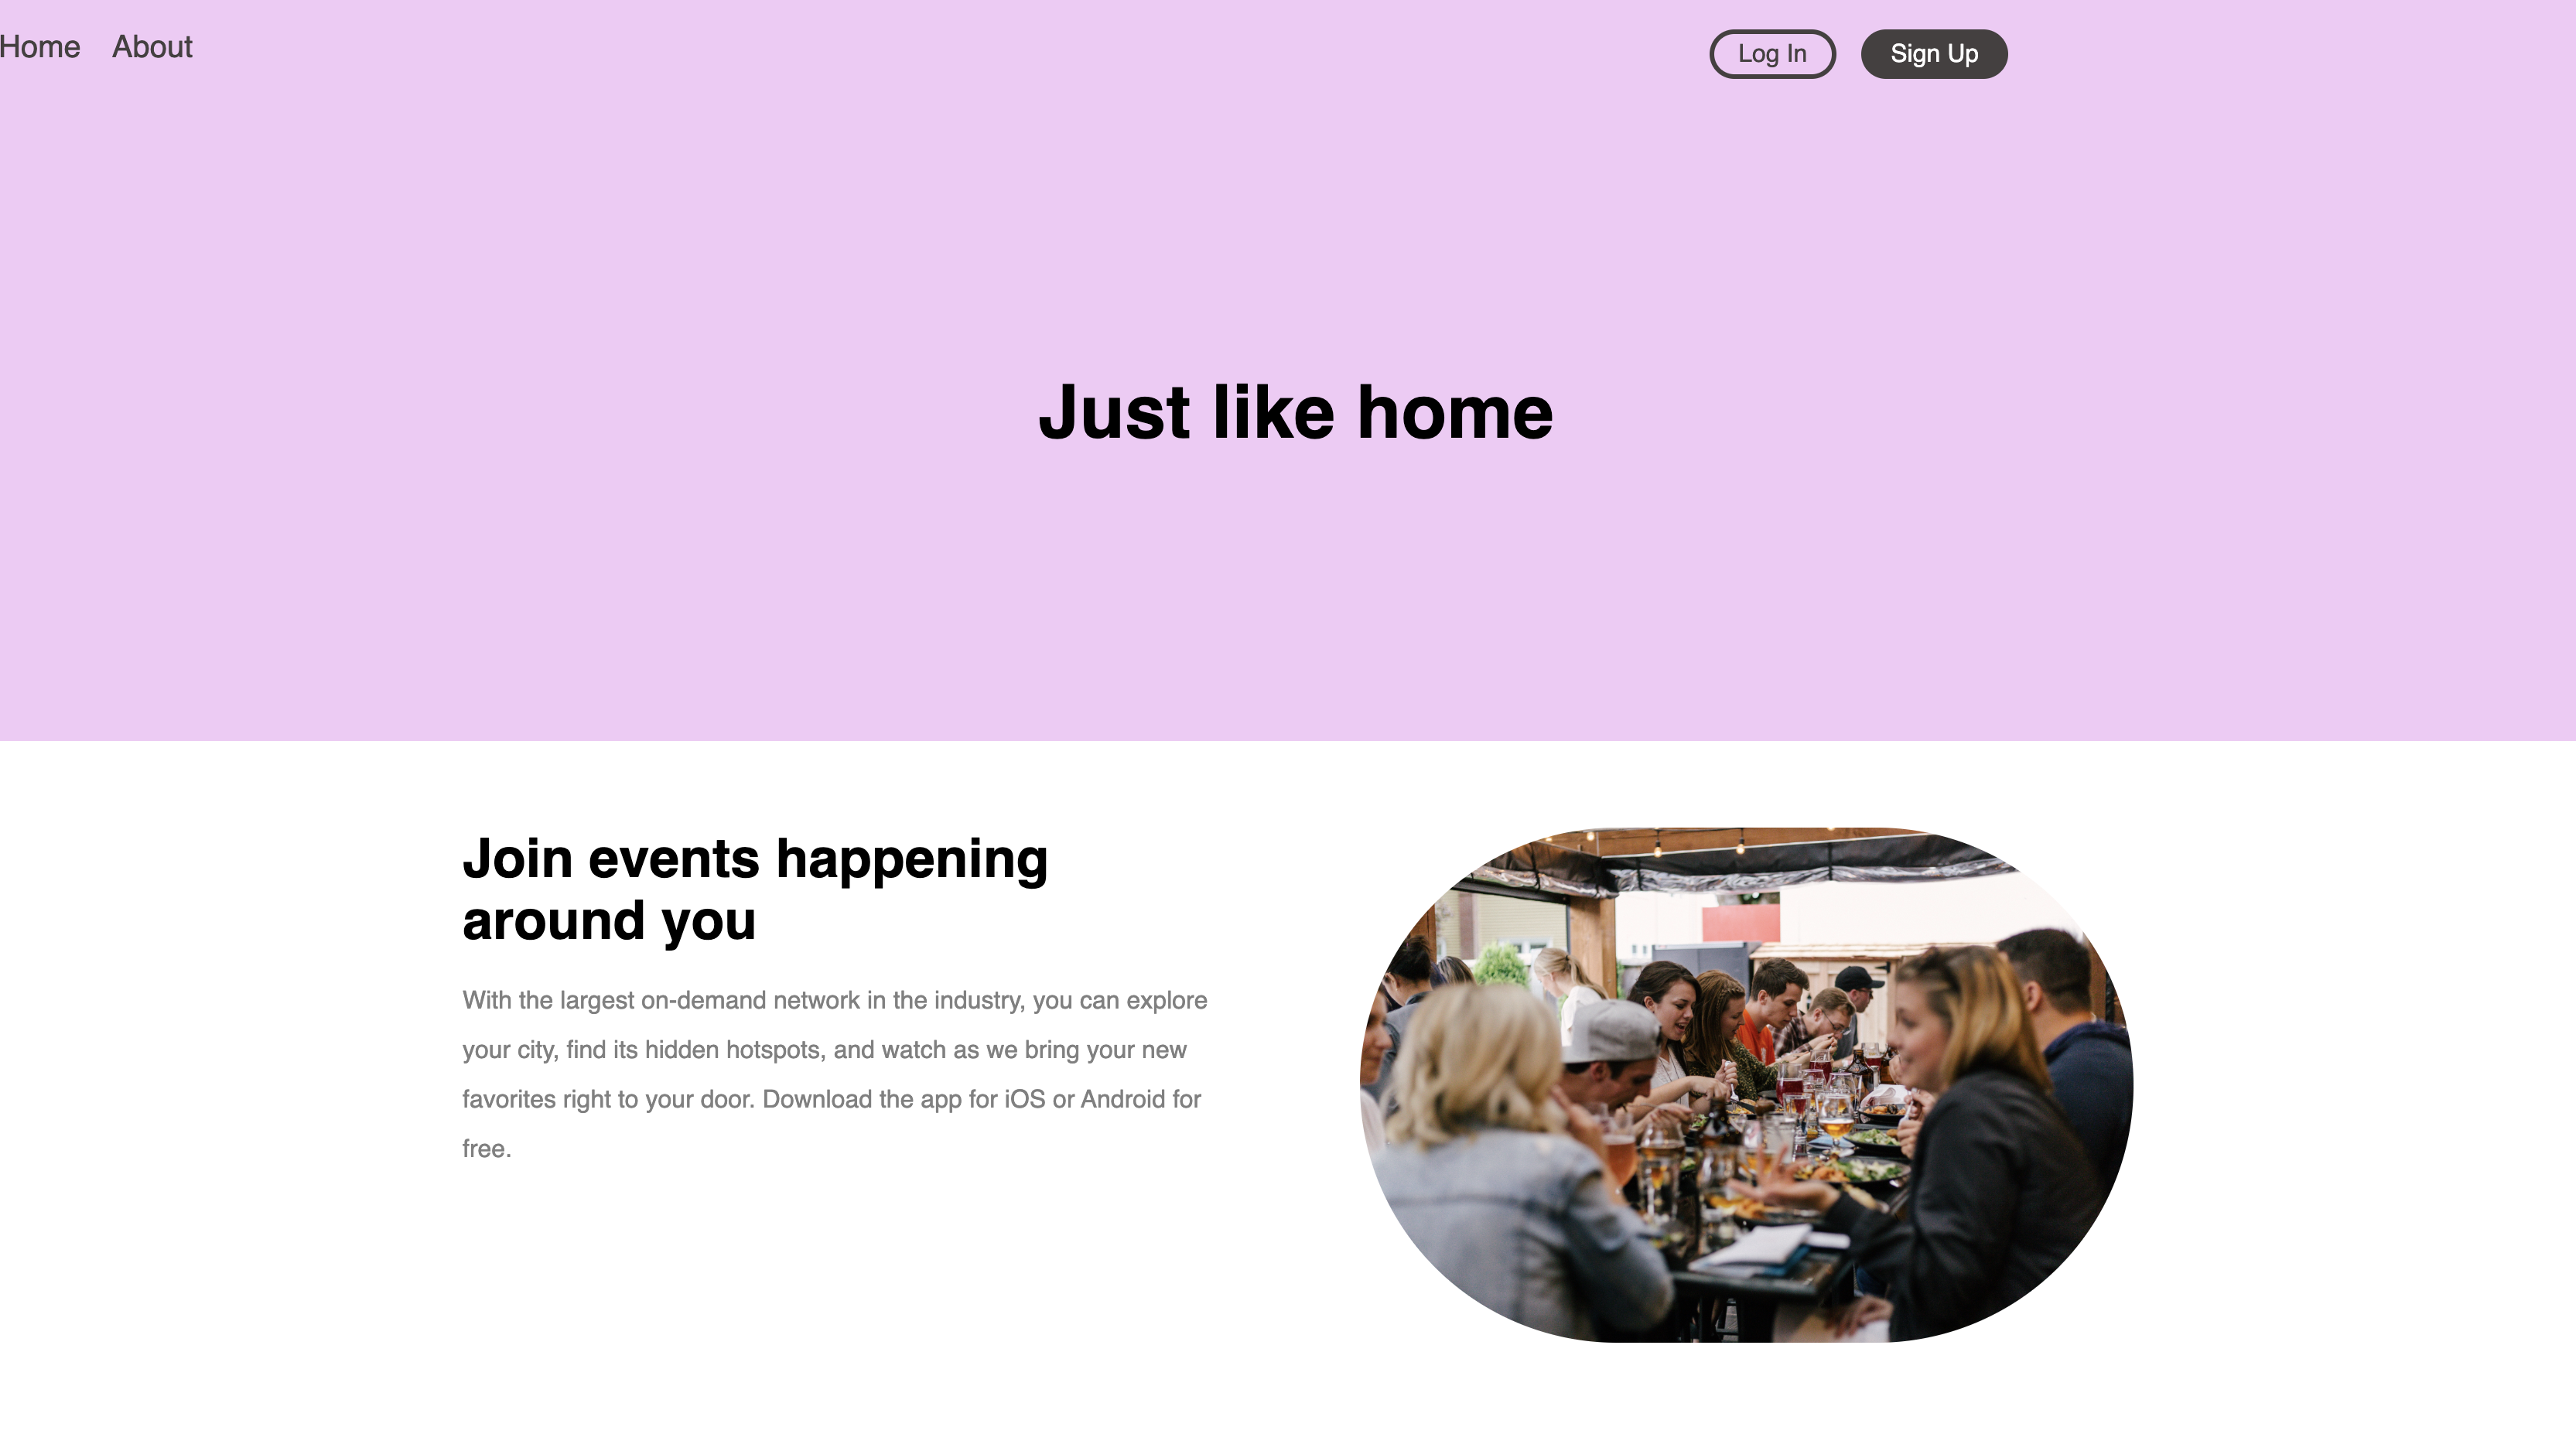 Home About Log In Sign Up
Just like home
Join events happening
around you
With the largest on-demand network in the industry, you can explore
your city, find its hidden hotspots, and watch as we bring your new
favorites right to your door. Download the app for iOS or Android for
free.